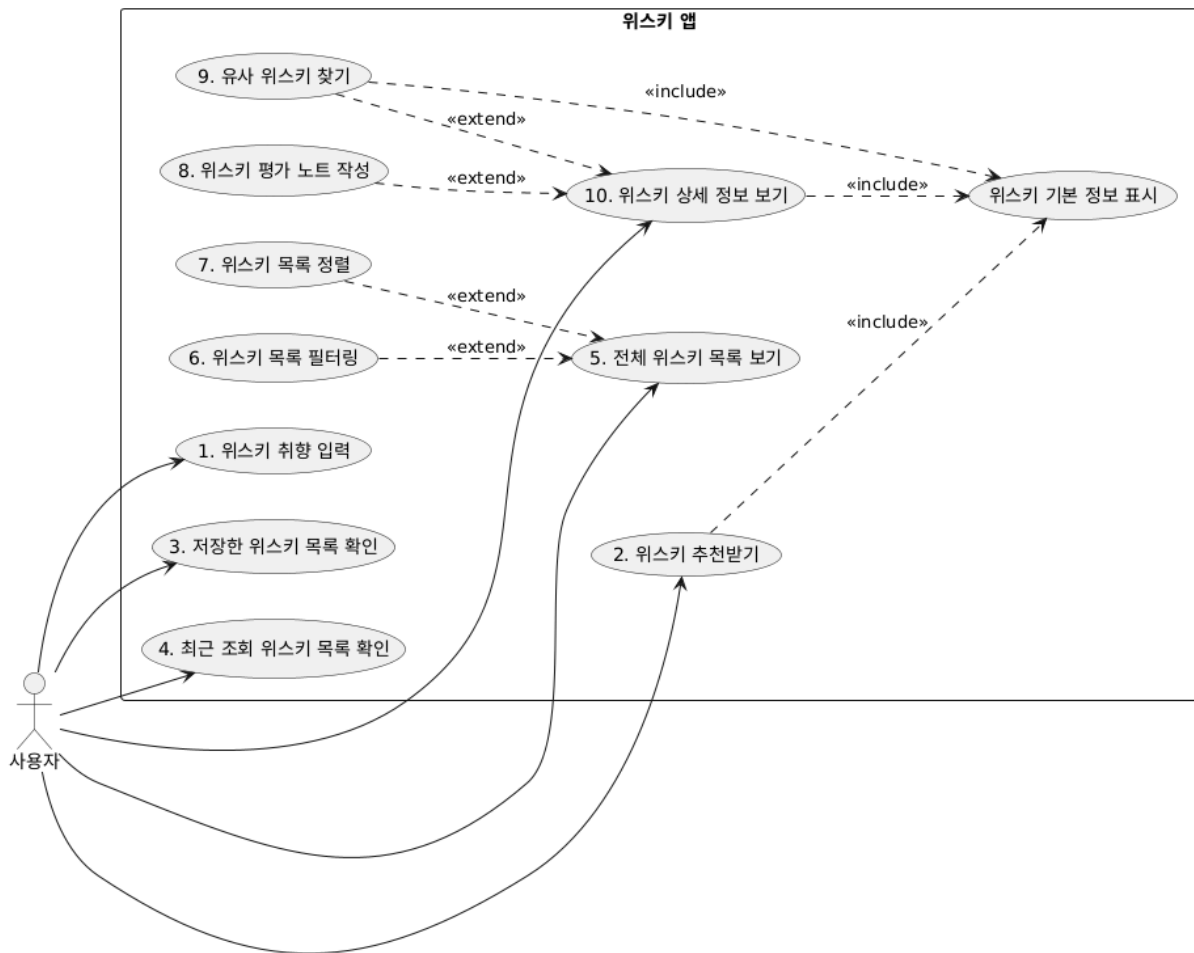 위스키 앱
9. 유사 위스키 찾기
«include»
«extend»
8. 위스키 평가 노트 작성
«extend»
10. 위스키 상세 정보 보기
«include»
위스키 기본 정보 표시
7. 위스키 목록 정렬
«extend»
«include»
6. 위스키 목록 필터링
«extend»
5. 전체 위스키 목록 보기
1. 위스키 취향 입력
3. 저장한 위스키 목록 확인
2. 위스키 추천받기
4. 최근 조회 위스키 목록 확인
사용자